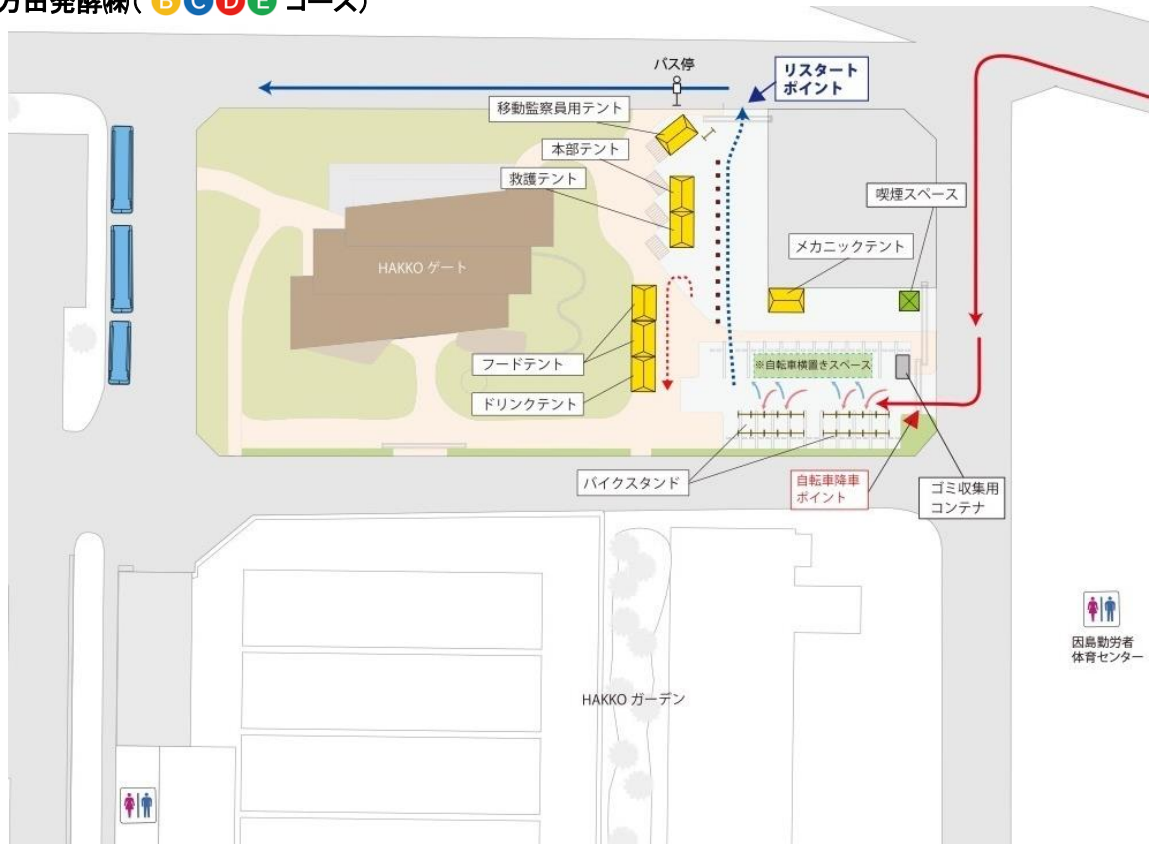 万田発酵㈱( B C D E コース)
バス停
リスタート
ポイント
移動監察員用テント
本部テント
救護テント
喫煙スペース
メカニックテント
HAKKO ゲート
フードテント
※自転車横置きスペース
ドリンクテント
バイクスタンド
自転車降車
ポイント
ゴミ収集用
コンテナ
因島勤労者
体育センター
HAKKO ガーデン